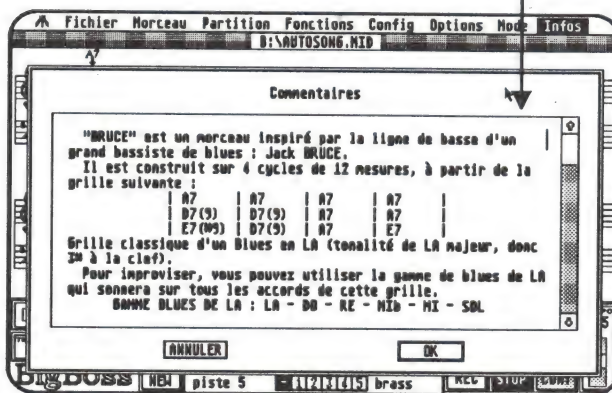 Fichier Morceau Partition Fonctions Config Options Mode Infos
D:\AUTOSONG.MID
A7
Commentaires
"BRUCE" est un morceau inspiré par la ligne de basse d'un
grand bassiste de blues : Jack BRUCE.
Il est construit sur 4 cycles de 12 mesures, à partir de la
grille suivante :
| A7 | A7 | A7 | A7 |
| D7(9) | D7(9) | A7 | A7 |
| E7(#9) | D7(9) | A7 | E7 |
Grille classique d'un Blues en LA (tonalité de LA majeur, donc
3# à la clef).
Pour improviser, vous pouvez utiliser la gamme de blues de LA
qui sonnera sur tous les accords de cette grille.
GAMME BLUES DE LA : LA - DO - RE - MIb - MI - SOL
ANNULER OK
BigBoss NEW piste 5 1 2 3 4 5 brass REC STOP CONT